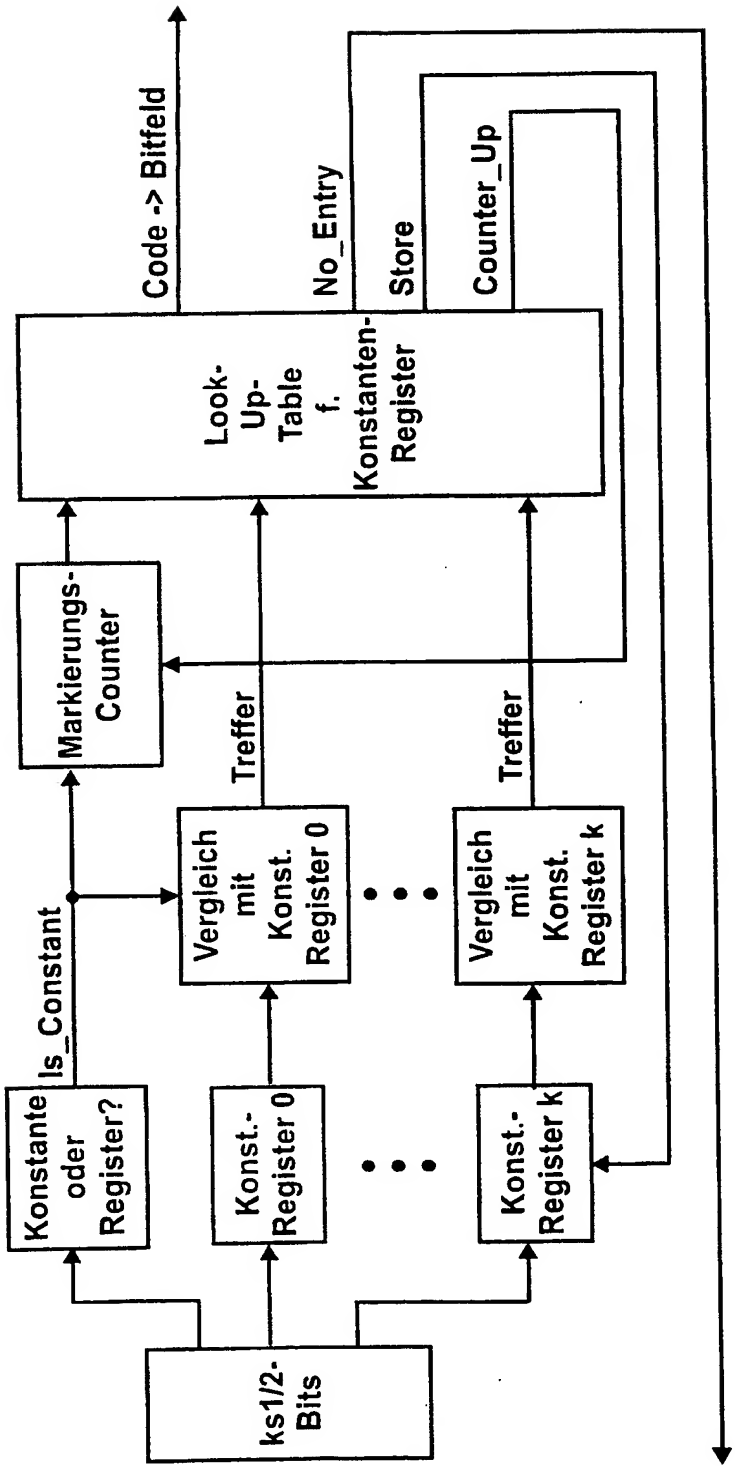 ks1/2-
Bits
Konstante
oder
Register?
Is_Constant
Konst.-
Register 0
Konst.-
Register k
Vergleich
mit
Konst.
Register 0
Vergleich
mit
Konst.
Register k
Treffer
Treffer
Markierungs-
Counter
Look-
Up-
Table
f.
Konstanten-
Register
Code -> Bitfeld
No_Entry
Store
Counter_Up